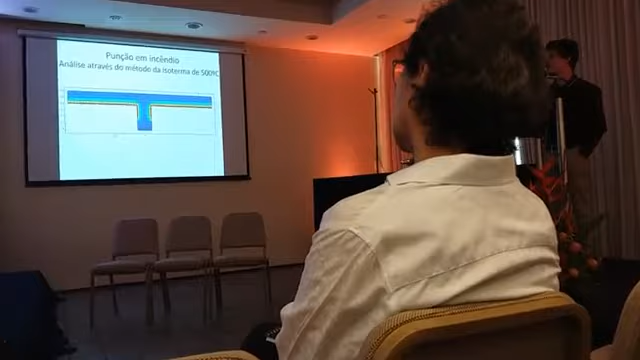 Punção em incêndio
Análise através do método da isoterma de 500ºC